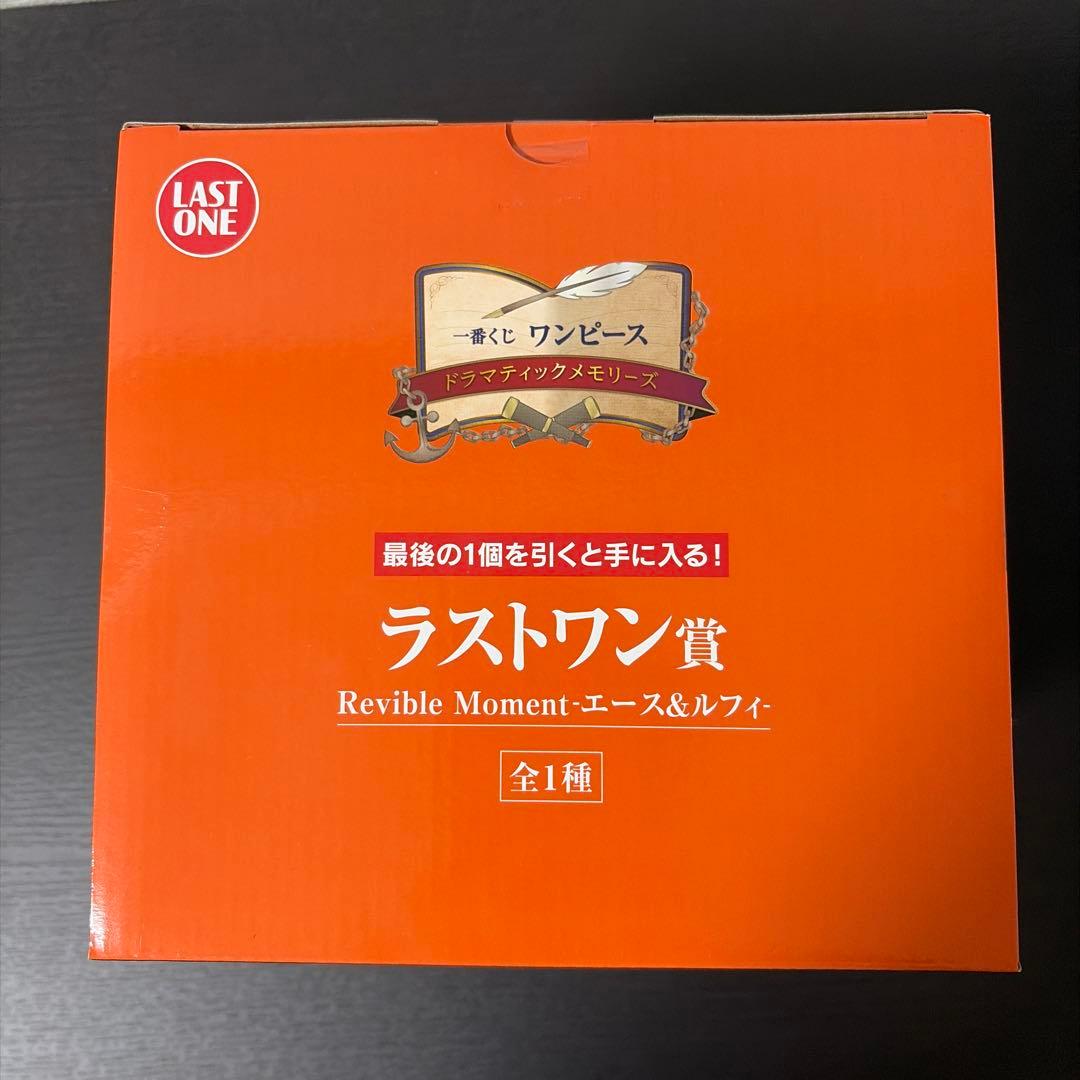 LAST
ONE
一番くじ ワンピース
ドラマティックメモリーズ
最後の1個を引くと手に入る!
ラストワン賞
Revible Moment-エース&ルフィ-
全1種